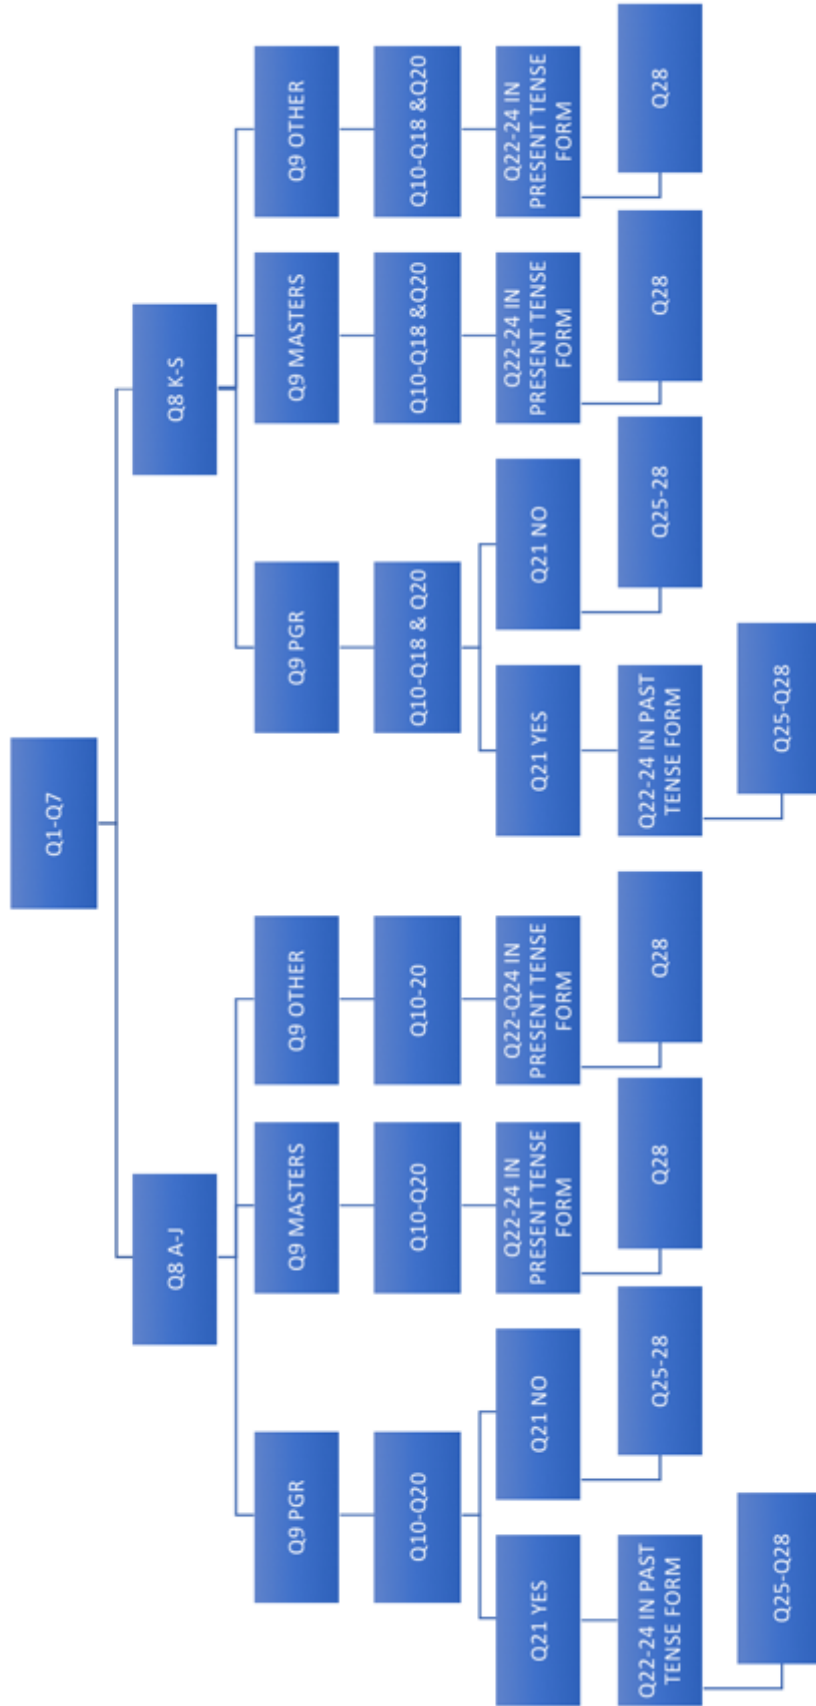 Q1-Q7
Q8 A-J
Q8 K-S
Q9 PGR
Q9 MASTERS
Q9 OTHER
Q9 PGR
Q9 MASTERS
Q9 OTHER
Q10-Q20
Q10-Q20
Q10-20
Q10-Q18 & Q20
Q10-Q18 &Q20
Q10-Q18 &Q20
Q21 YES
Q21 NO
Q22-24 IN
PRESENT TENSE
FORM
Q22-Q24 IN
PRESENT TENSE
FORM
Q21 YES
Q21 NO
Q22-24 IN
PRESENT TENSE
FORM
Q22-24 IN
PRESENT TENSE
FORM
Q22-24 IN PAST
TENSE FORM
Q25-28
Q28
Q28
Q22-24 IN PAST
TENSE FORM
Q25-28
Q28
Q28
Q25-Q28
Q25-Q28